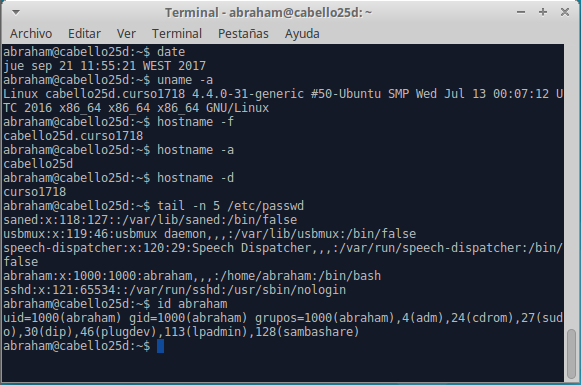 Terminal - abraham@cabello25d: ~
Archivo Editar Ver Terminal Pestañas Ayuda
abraham@cabello25d:~$ date
jue sep 21 11:55:21 WEST 2017
abraham@cabello25d:~$ uname -a
Linux cabello25d.curso1718 4.4.0-31-generic #50-Ubuntu SMP Wed Jul 13 00:07:12 U
TC 2016 x86_64 x86_64 x86_64 GNU/Linux
abraham@cabello25d:~$ hostname -f
cabello25d.curso1718
abraham@cabello25d:~$ hostname -a
cabello25d
abraham@cabello25d:~$ hostname -d
curso1718
abraham@cabello25d:~$ tail -n 5 /etc/passwd
saned:x:118:127::/var/lib/saned:/bin/false
usbmux:x:119:46:usbmux daemon,,,:/var/lib/usbmux:/bin/false
speech-dispatcher:x:120:29:Speech Dispatcher,,,:/var/run/speech-dispatcher:/bin/
false
abraham:x:1000:1000:abraham,,,:/home/abraham:/bin/bash
sshd:x:121:65534::/var/run/sshd:/usr/sbin/nologin
abraham@cabello25d:~$ id abraham
uid=1000(abraham) gid=1000(abraham) grupos=1000(abraham),4(adm),24(cdrom),27(sud
o),30(dip),46(plugdev),113(lpadmin),128(sambashare)
abraham@cabello25d:~$